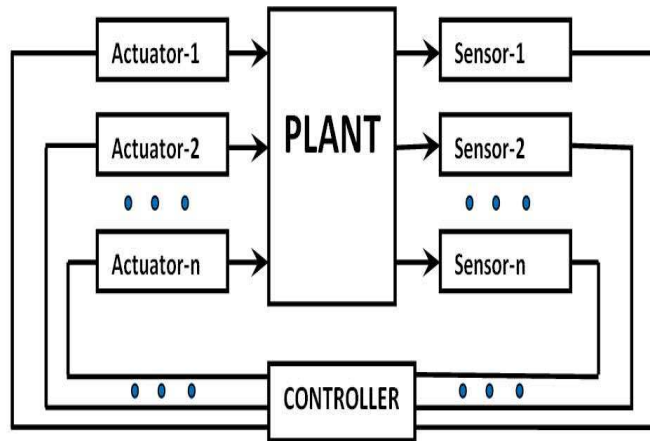 Actuator-1
Actuator-2
Actuator-n
PLANT
Sensor-1
Sensor-2
Sensor-n
CONTROLLER